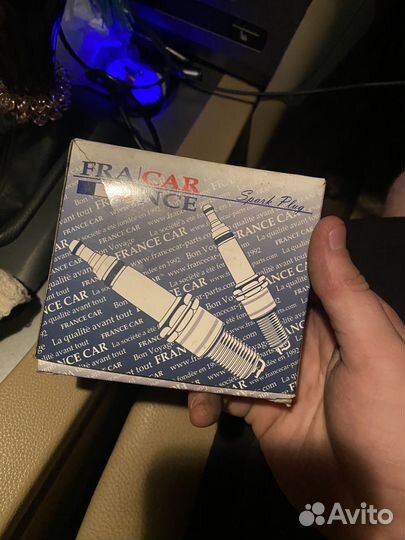 FRA|CAR
FRANCE
Spark Plug
Bon Voyage
FRANCE CAR
La qualité avant tout
La société a été fondée en 1992
www.francecar-parts.com
Avito